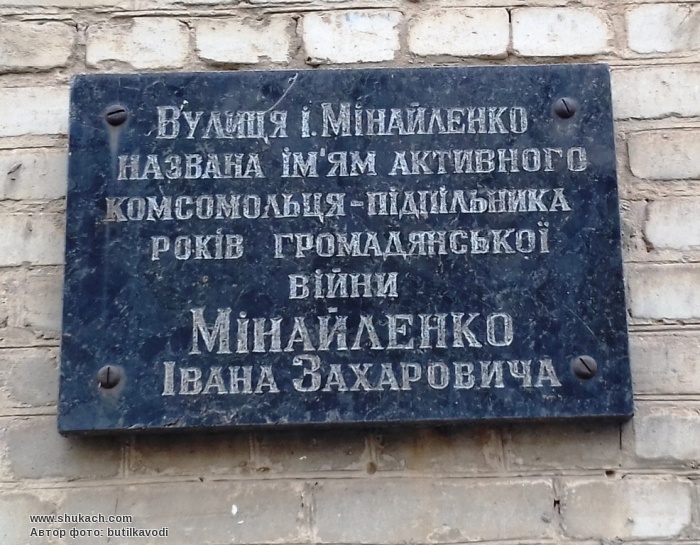 Вулиця і. Мінайленко
названа ім'ям активного
комсомольця-підпільника
років громадянської
війни
Мінайленко
Івана Захаровича
www.shukach.com
Автор фото: butilkavodi